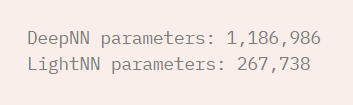 DeepNN parameters: 1,186,986
LightNN parameters: 267,738